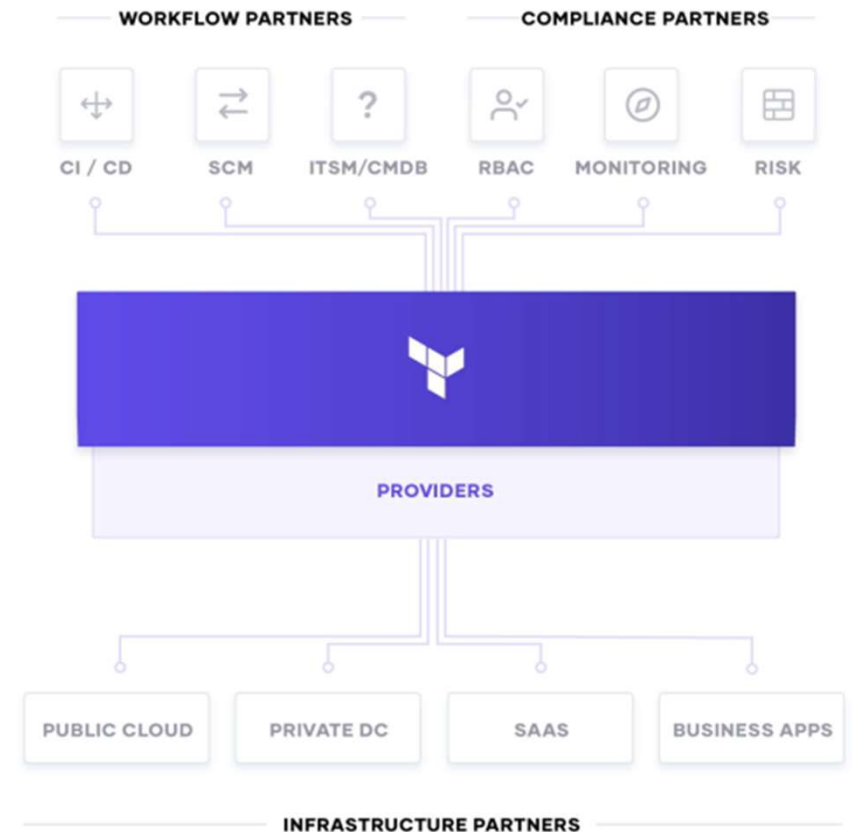 WORKFLOW PARTNERS
COMPLIANCE PARTNERS
?
CI / CD
SCM
ITSM/CMDB
RBAC
MONITORING
RISK
PROVIDERS
PUBLIC CLOUD
PRIVATE DC
SAAS
BUSINESS APPS
INFRASTRUCTURE PARTNERS